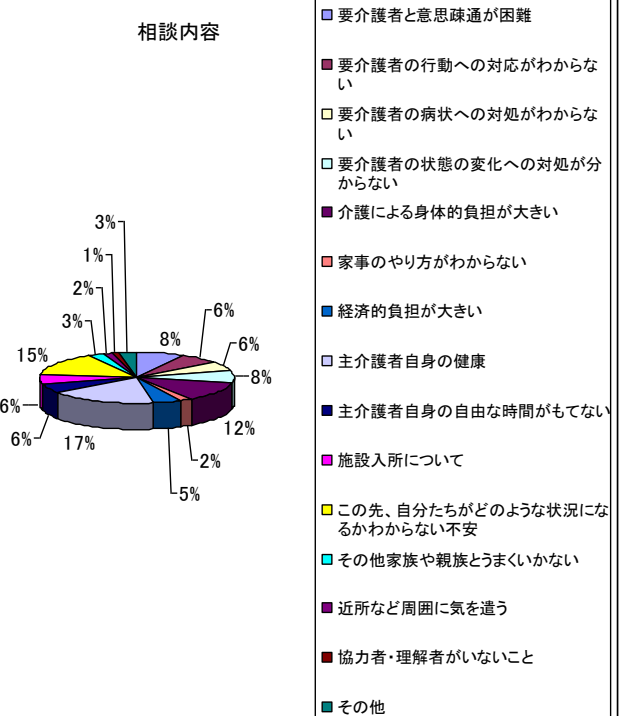 相談内容
要介護者と意思疎通が困難
要介護者の行動への対応がわからな
い
要介護者の病状への対処がわからな
い
要介護者の状態の変化への対処が分
からない
介護による身体的負担が大きい
家事のやり方がわからない
経済的負担が大きい
主介護者自身の健康
主介護者自身の自由な時間がもてない
施設入所について
この先、自分たちがどのような状況にな
るかわからない不安
その他家族や親族とうまくいかない
近所など周囲に気を遣う
協力者・理解者がいないこと
その他
8%
6%
6%
8%
12%
2%
5%
17%
6%
6%
15%
3%
2%
1%
3%